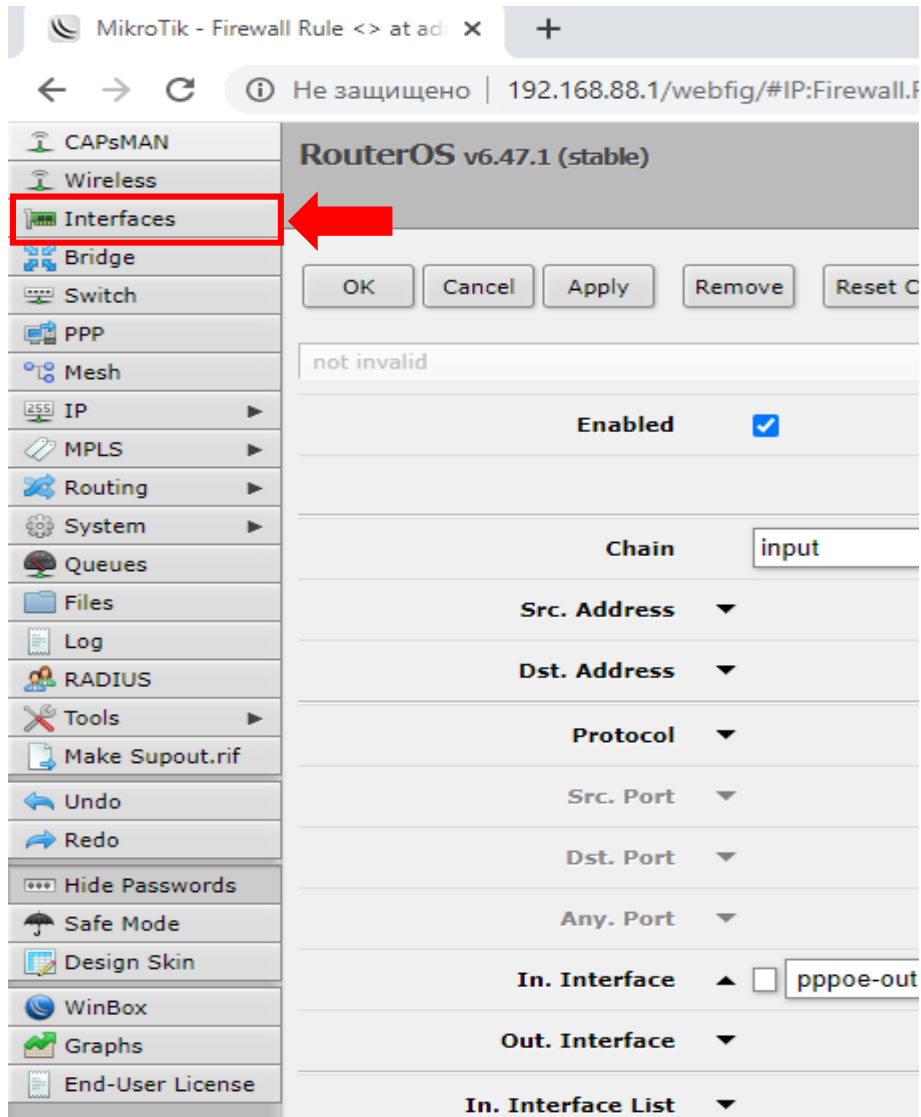 MikroTik - Firewall Rule <> at ad
Не защищено | 192.168.88.1/webfig/#IP:Firewall.
CAPsMAN
Wireless
Interfaces
Bridge
Switch
PPP
Mesh
255 IP
MPLS
Routing
System
Queues
Files
Log
RADIUS
Tools
Make Supout.rif
Undo
Redo
Hide Passwords
Safe Mode
Design Skin
WinBox
Graphs
End-User License
RouterOS v6.47.1 (stable)
OK Cancel Apply Remove Reset C
not invalid
Enabled
Chain input
Src. Address
Dst. Address
Protocol
Src. Port
Dst. Port
Any. Port
In. Interface pppoe-out
Out. Interface
In. Interface List